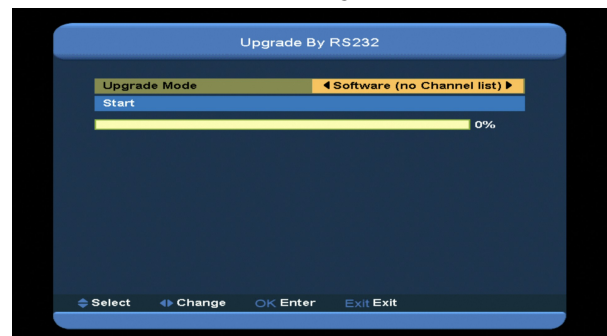 Upgrade By RS232
Upgrade Mode Software (no Channel list)
Start
0%
Select Change OK Enter Exit Exit